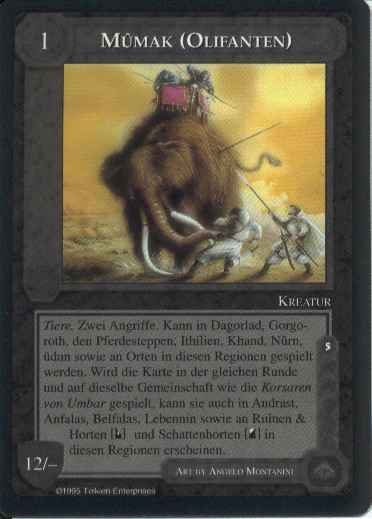 1
MÛMAK (OLIFANTEN)
KREATUR
Tiere. Zwei Angriffe. Kann in Dagorlad, Gorgo-
roth, den Pferdesteppen, Ithilien, Khand, Nûrn,
údan sowie an Orten in diesen Regionen gespielt
werden. Wird die Karte in der gleichen Runde
und auf dieselbe Gemeinschaft wie die Korsaren
von Umbar gespielt, kann sie auch in Andrast,
Anfalas, Belfalas, Lebennin sowie an Ruinen &
Horten [] und Schattenhorten [] in
diesen Regionen erscheinen.
5
12/–
ART BY ANGELO MONTANINI
©1995 Tolkien Enterprises